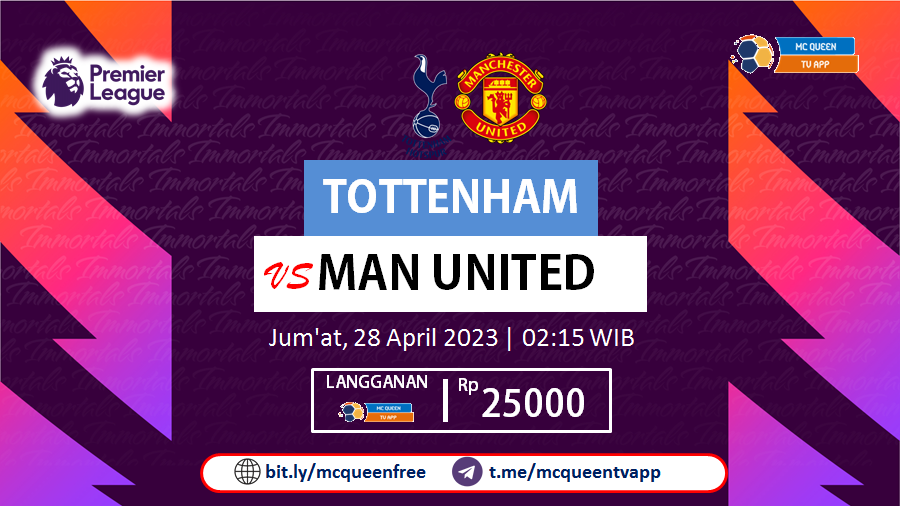 Premier
League
MANCHESTER
UNITED
MC QUEEN
TV APP
TOTTENHAM
VS MAN UNITED
Jum'at, 28 April 2023 | 02:15 WIB
LANGGANAN
MC QUEEN
TV APP
Rp 25000
bit.ly/mcqueenfree
t.me/mcqueentvapp
Immortals